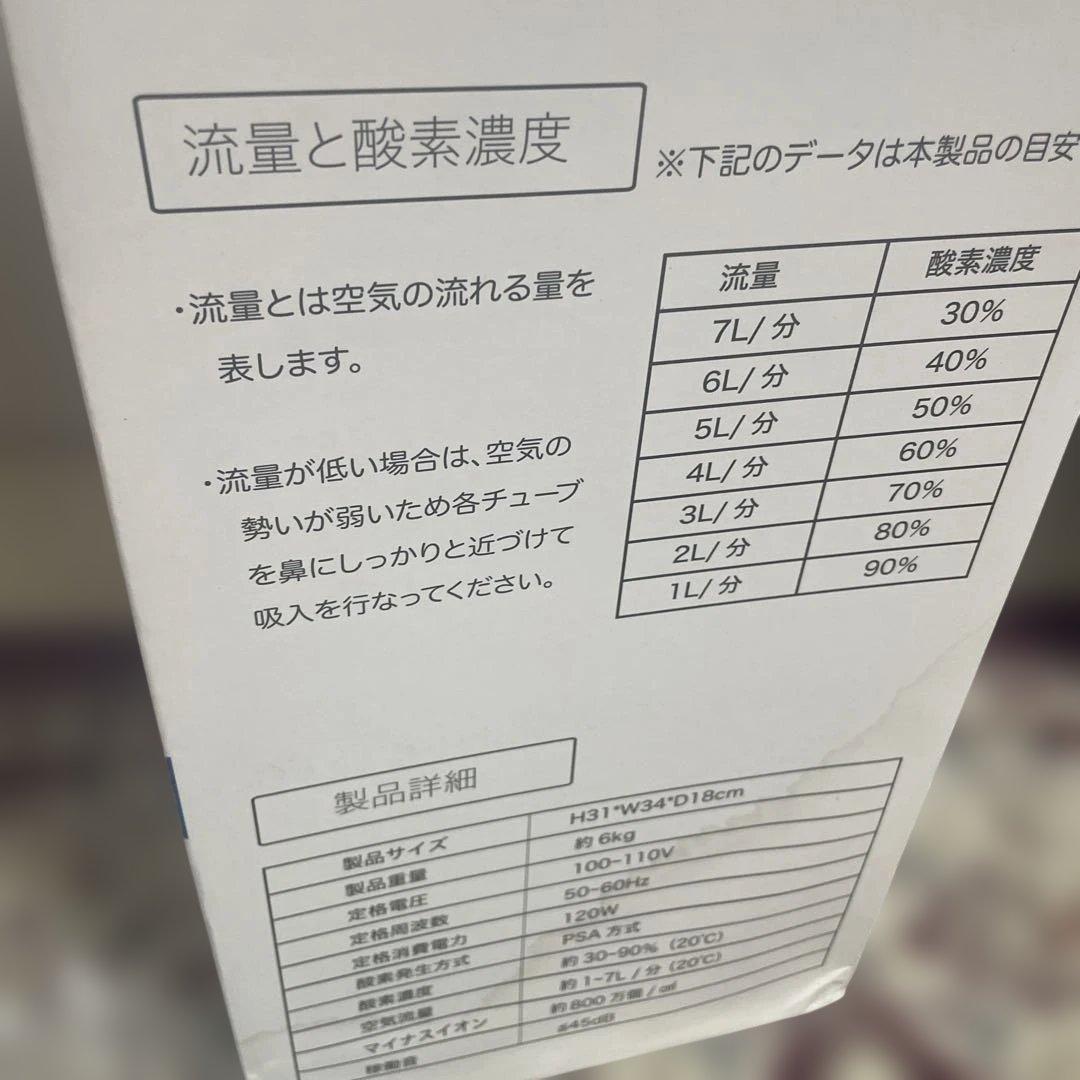 流量と酸素濃度
※下記のデータは本製品の目安
・流量とは空気の流れる量を
表します。
・流量が低い場合は、空気の
勢いが弱いため各チューブ
を鼻にしっかりと近づけて
吸入を行なってください。
流量 酸素濃度
7L/分 30%
6L/分 40%
5L/分 50%
4L/分 60%
3L/分 70%
2L/分 80%
1L/分 90%
製品詳細
製品サイズ H31*W34*D18cm
製品重量 約6kg
定格電圧 100-110V
定格周波数 50-60Hz
定格消費電力 120W
酸素発生方式 PSA方式
酸素濃度 約30-90%（20℃）
空気流量 約1-7L/分（20℃）
マイナスイオン 約800万個/㎤
稼働音 ≦45dB